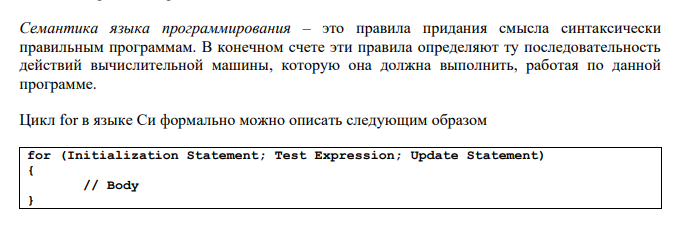 Семантика языка программирования – это правила придания смысла синтаксически
правильным программам. В конечном счете эти правила определяют ту последовательность
действий вычислительной машины, которую она должна выполнить, работая по данной
программе.
Цикл for в языке Си формально можно описать следующим образом
for (Initialization Statement; Test Expression; Update Statement)
{
// Body
}